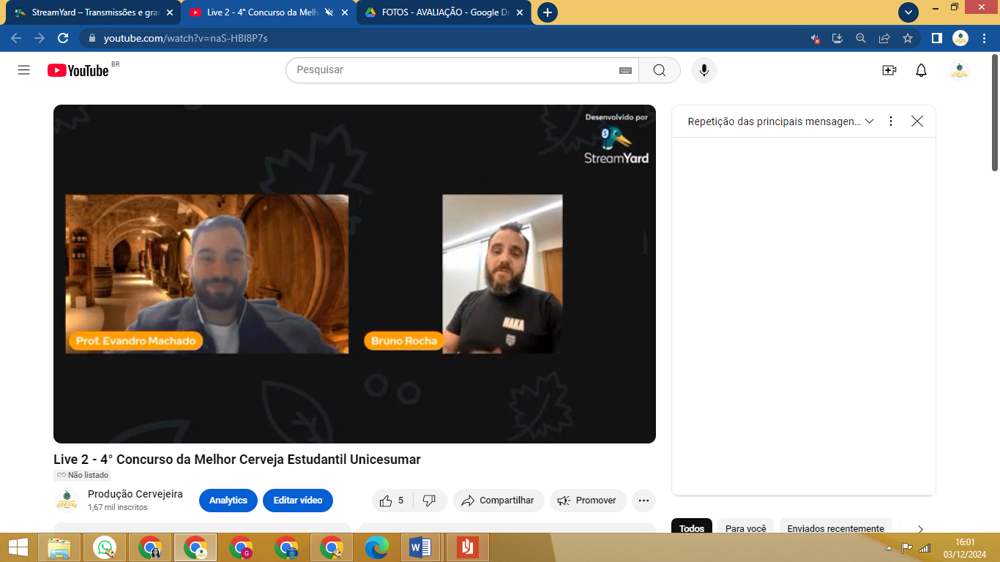 StreamYard – Transmissões e gra
Live 2 - 4° Concurso da Melh
FOTOS - AVALIAÇÃO - Google D
youtube.com/watch?v=naS-HBI8P7s
YouTube BR
Pesquisar
Repetição das principais mensagen...
Desenvolvido por
S
StreamYard
HAKA
Prof. Evandro Machado
Bruno Rocha
Live 2 - 4° Concurso da Melhor Cerveja Estudantil Unicesumar
Não listado
Produção Cervejeira
1,67 mil inscritos
Analytics
Editar vídeo
5
Compartilhar
Promover
Todos
Para você
Enviados recentemente
G
W
16:01
03/12/2024